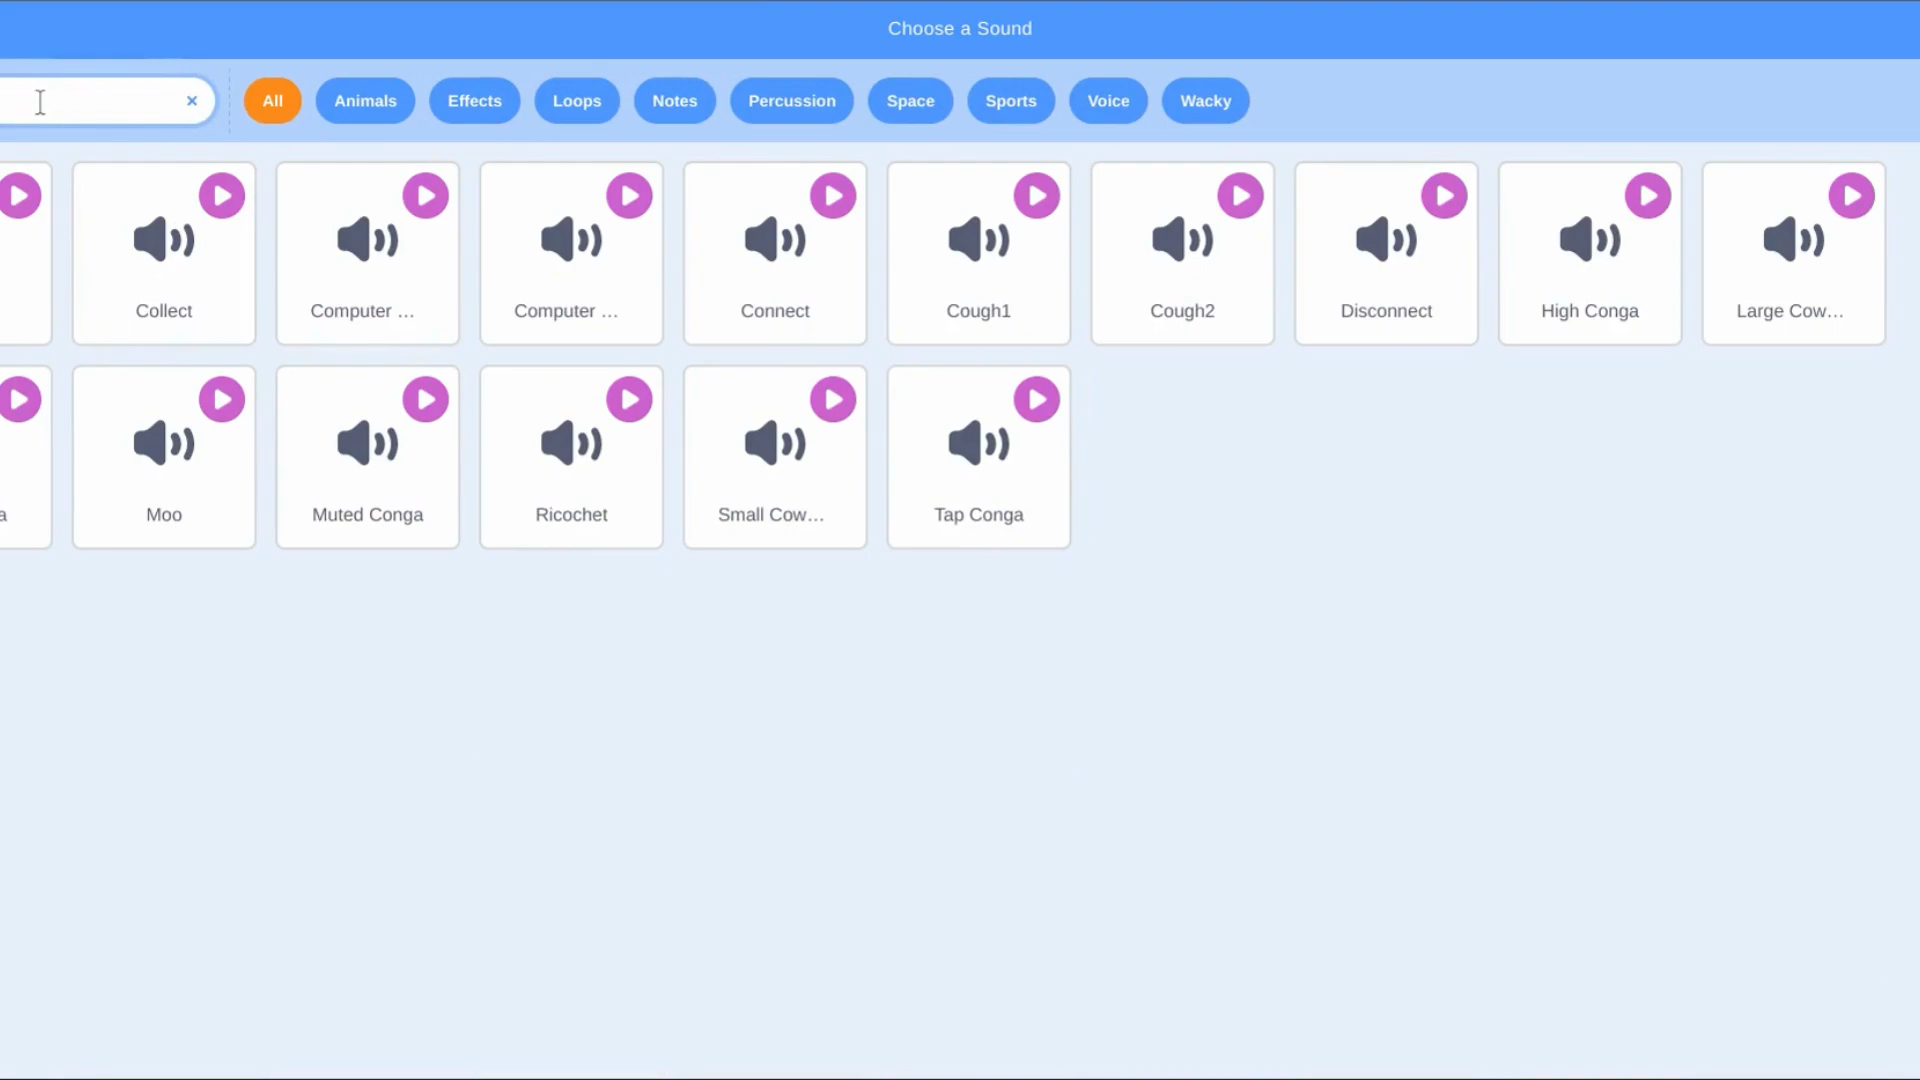 Choose a Sound
All Animals Effects Loops Notes Percussion Space Sports Voice Wacky
Collect Computer ... Computer ... Connect Cough1 Cough2 Disconnect High Conga Large Cow...
a Moo Muted Conga Ricochet Small Cow... Tap Conga